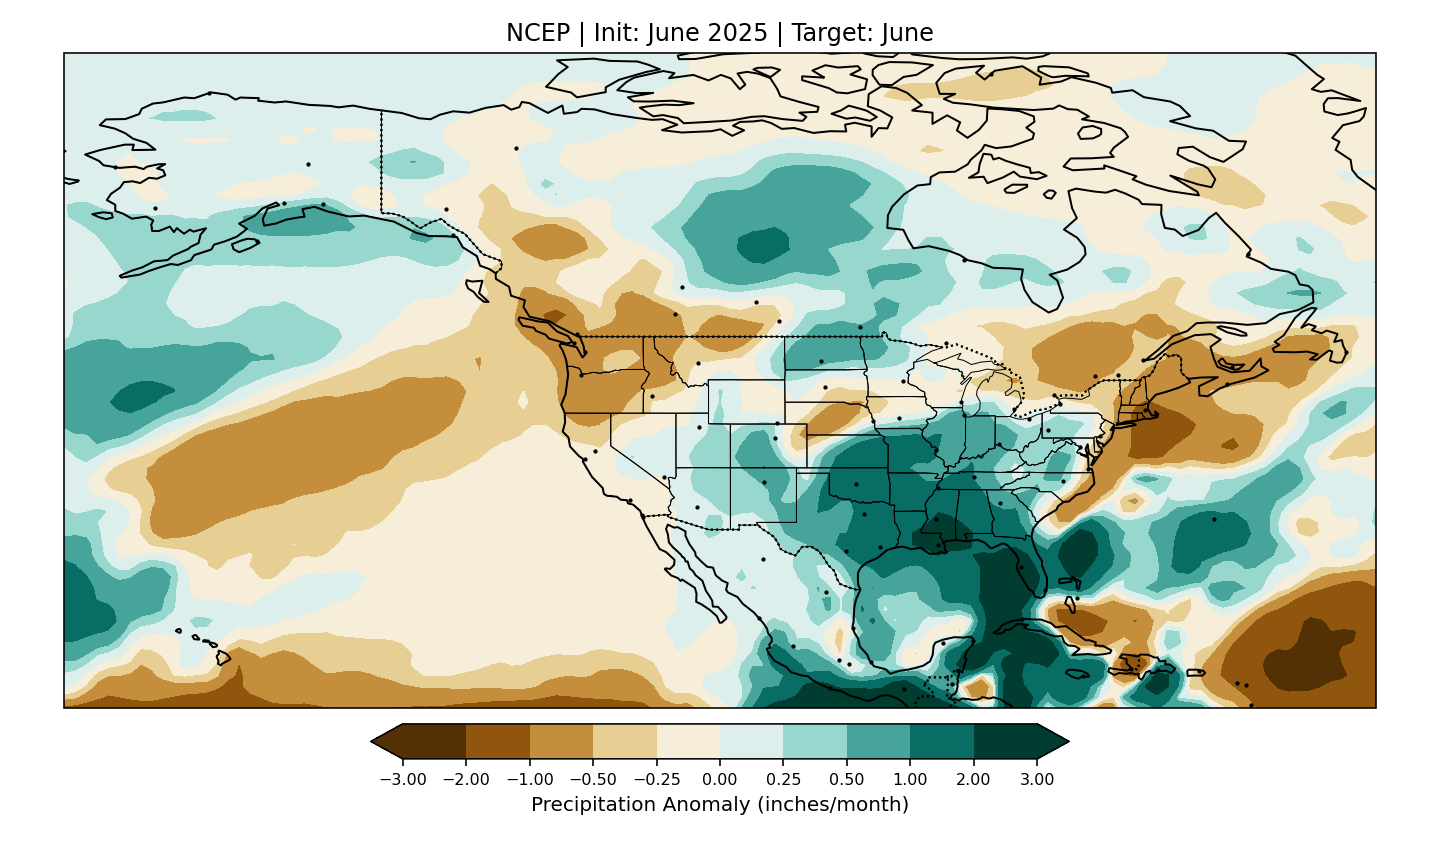 NCEP | Init: June 2025 | Target: June
−3.00 −2.00 −1.00 −0.50 −0.25 0.00 0.25 0.50 1.00 2.00 3.00
Precipitation Anomaly (inches/month)